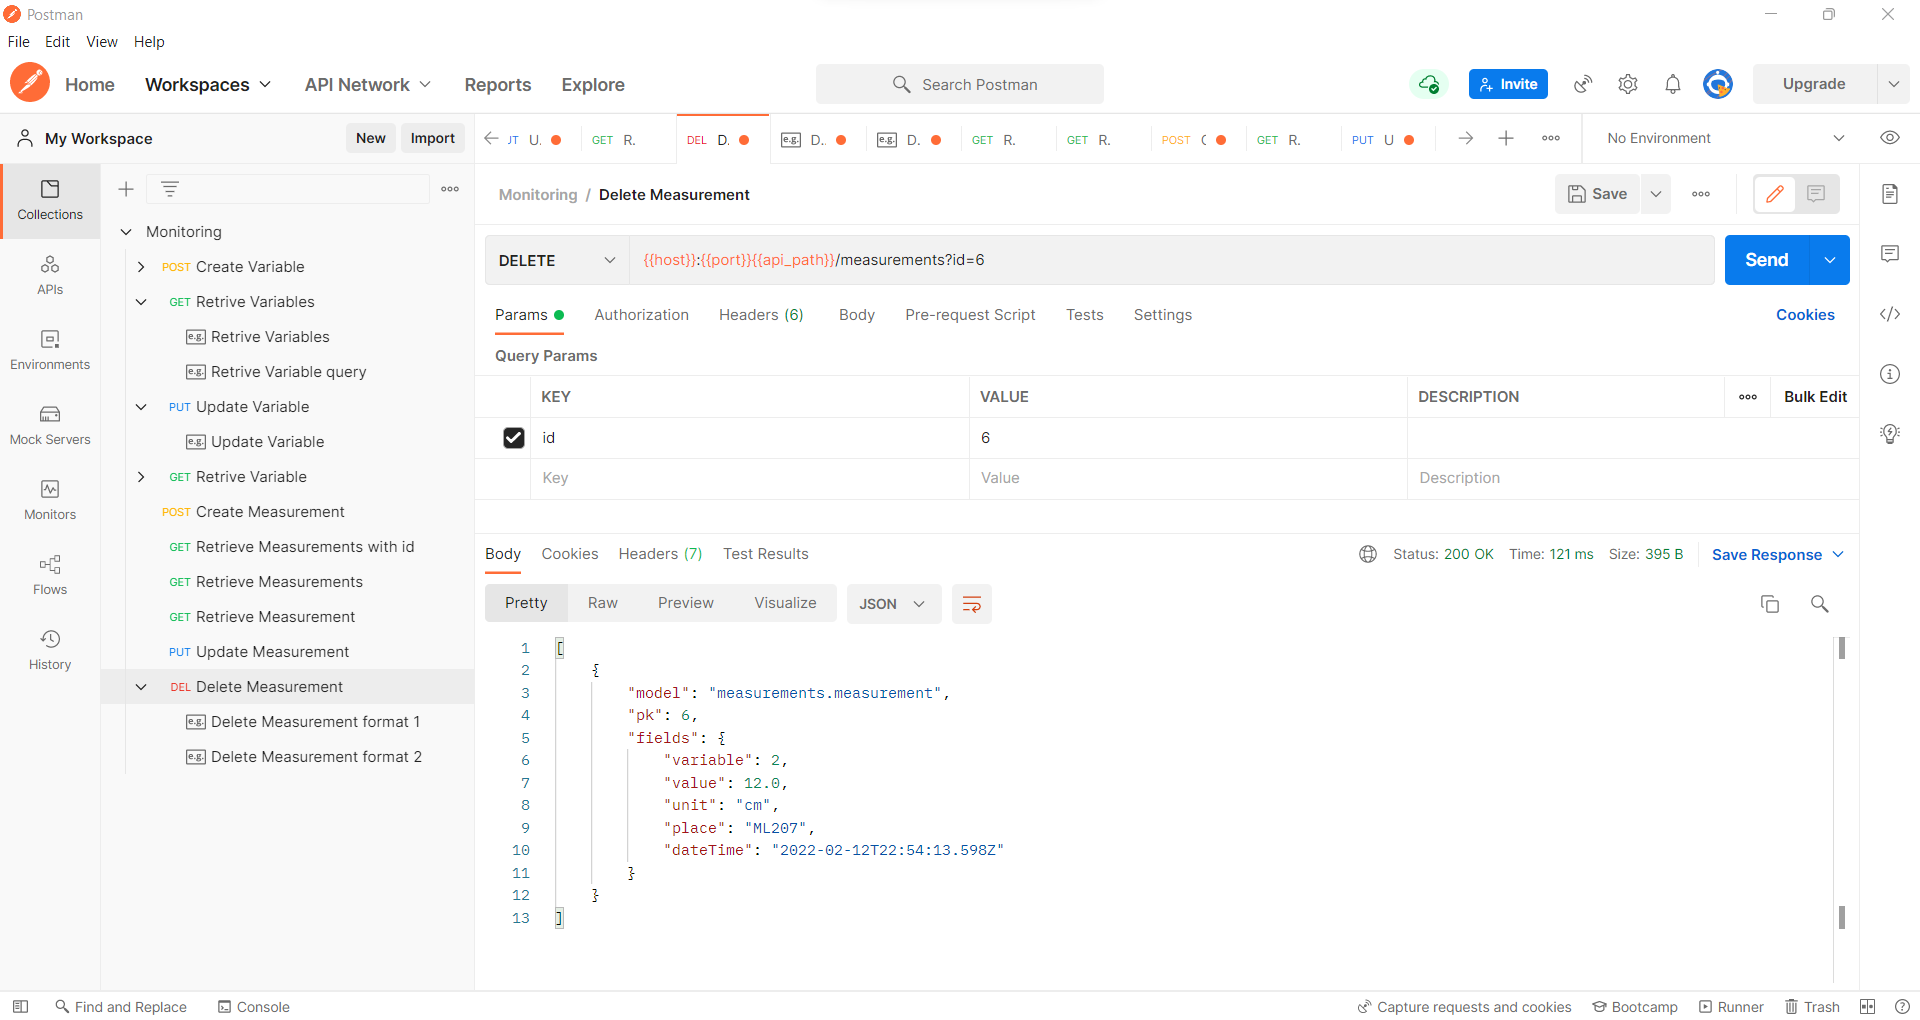 Postman
File Edit View Help
Home Workspaces API Network Reports Explore Search Postman Invite Upgrade
My Workspace New Import
JT U. GET R. DEL D. e.g. D.. e.g. D. GET R. GET R. POST GET R. PUT U No Environment
Collections
APIs
Environments
Mock Servers
Monitors
Flows
History
Monitoring
POST Create Variable
GET Retrive Variables
e.g. Retrive Variables
e.g. Retrive Variable query
PUT Update Variable
e.g. Update Variable
GET Retrive Variable
POST Create Measurement
GET Retrieve Measurements with id
GET Retrieve Measurements
GET Retrieve Measurement
PUT Update Measurement
DEL Delete Measurement
e.g. Delete Measurement format 1
e.g. Delete Measurement format 2
Monitoring / Delete Measurement Save
DELETE {{host}}:{{port}}{{api_path}}/measurements?id=6 Send
Params Authorization Headers (6) Body Pre-request Script Tests Settings Cookies
Query Params
KEY VALUE DESCRIPTION Bulk Edit
id 6
Key Value Description
Body Cookies Headers (7) Test Results Status: 200 OK Time: 121 ms Size: 395 B Save Response
Pretty Raw Preview Visualize JSON
1 [
2 {
3 "model": "measurements.measurement",
4 "pk": 6,
5 "fields": {
6 "variable": 2,
7 "value": 12.0,
8 "unit": "cm",
9 "place": "ML207",
10 "dateTime": "2022-02-12T22:54:13.598Z"
11 }
12 }
13 ]
Find and Replace Console Capture requests and cookies Bootcamp Runner Trash